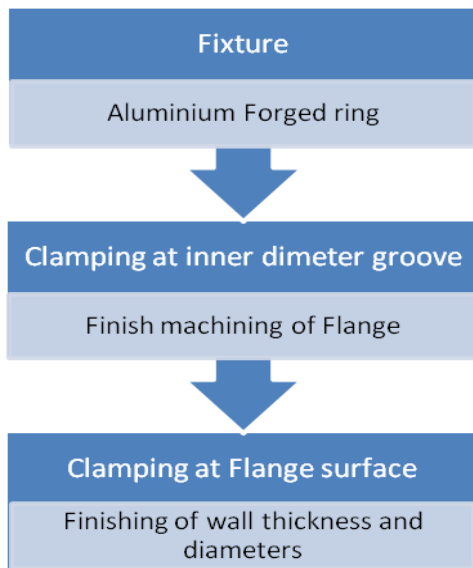 Fixture
Aluminium Forged ring
Clamping at inner dimeter groove
Finish machining of Flange
Clamping at Flange surface
Finishing of wall thickness and
diameters